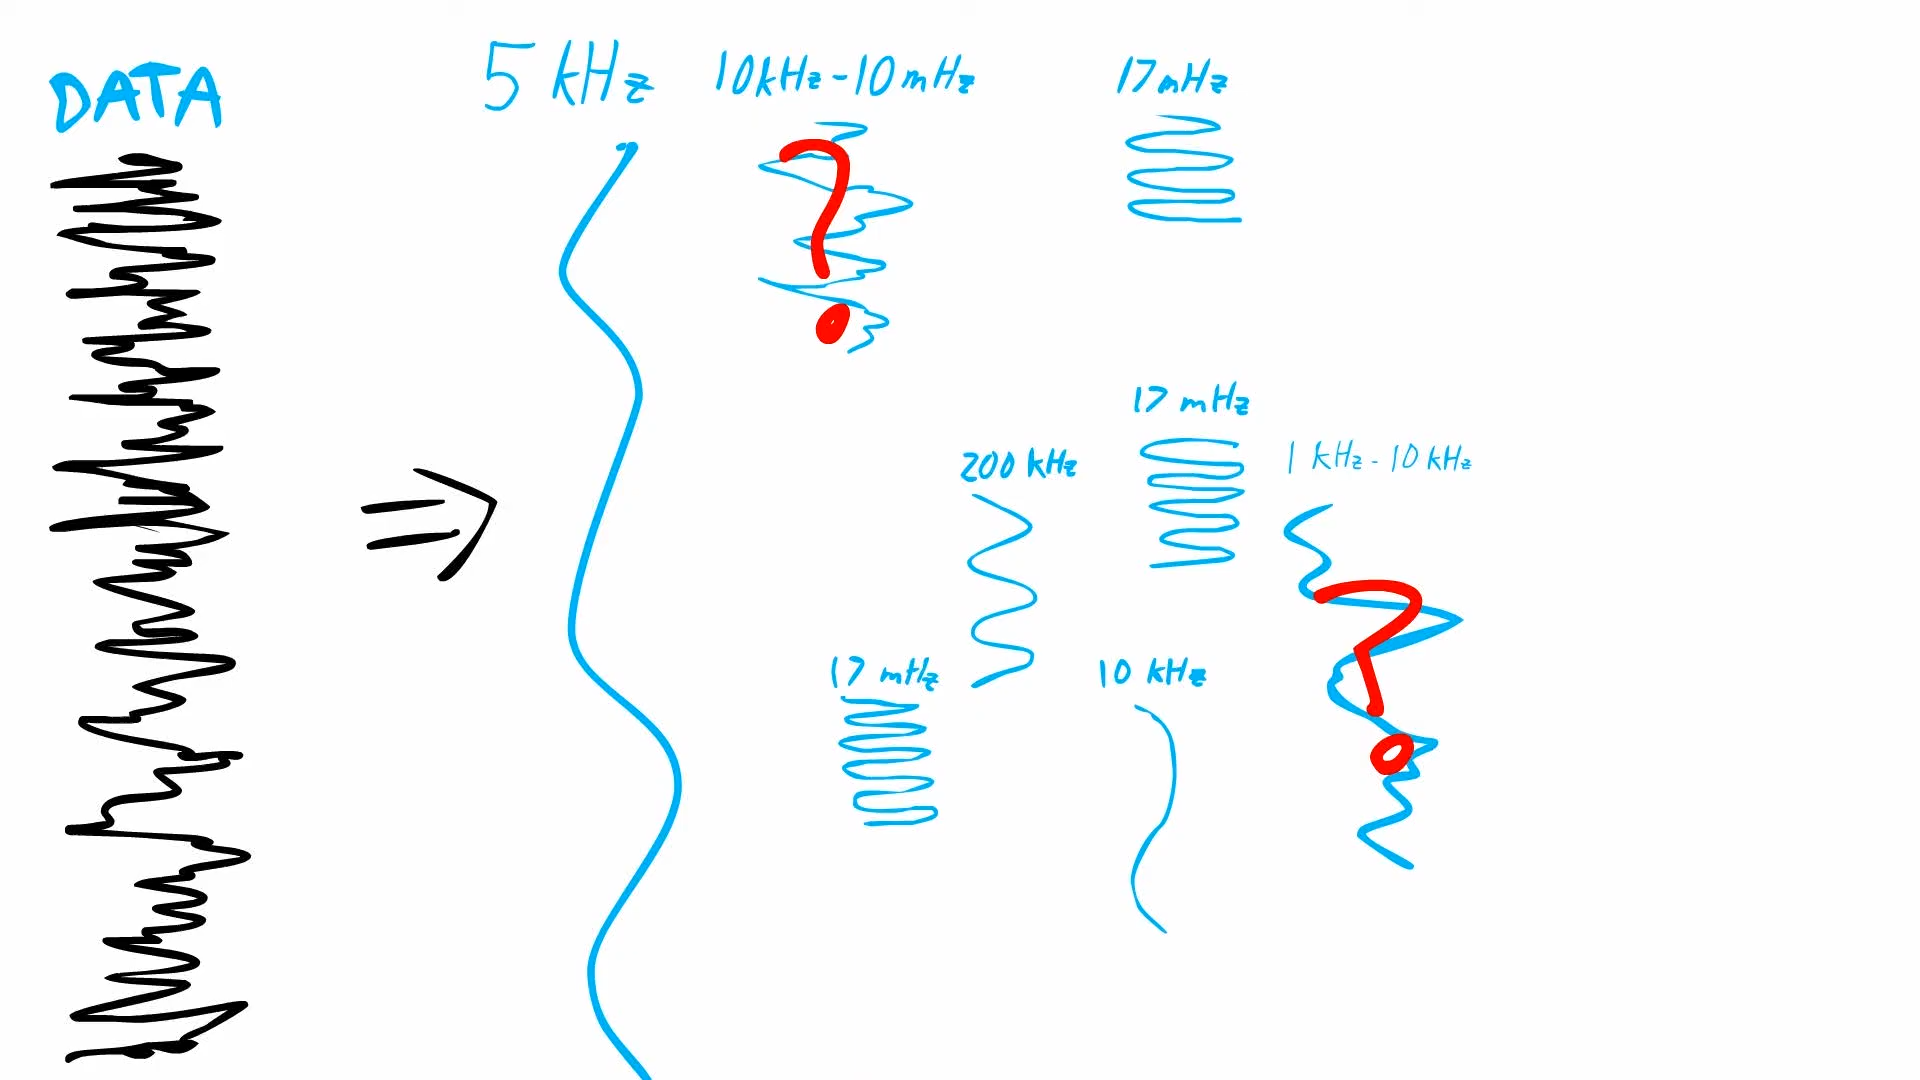 DATA
5 kHz
10kHz-10mHz
17mHz
17 mHz
200 kHz
1 kHz-10 kHz
17 mHz
10 kHz
?
?